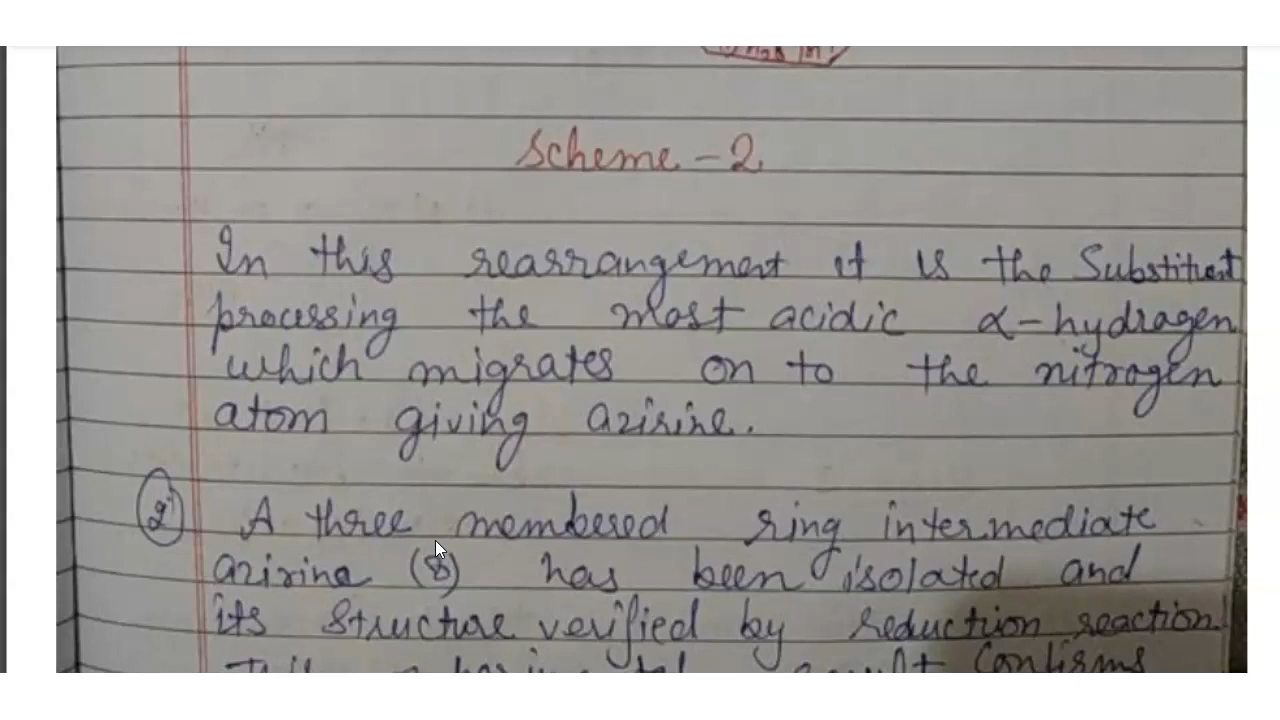 Scheme - 2
In this rearrangement it is the Substituent
processing the most acidic α-hydrogen
which migrates on to the nitrogen
atom giving azirine.
2 A three membered ring intermediate
azirine (8) has been isolated and
its structure verified by reduction reaction
confirms